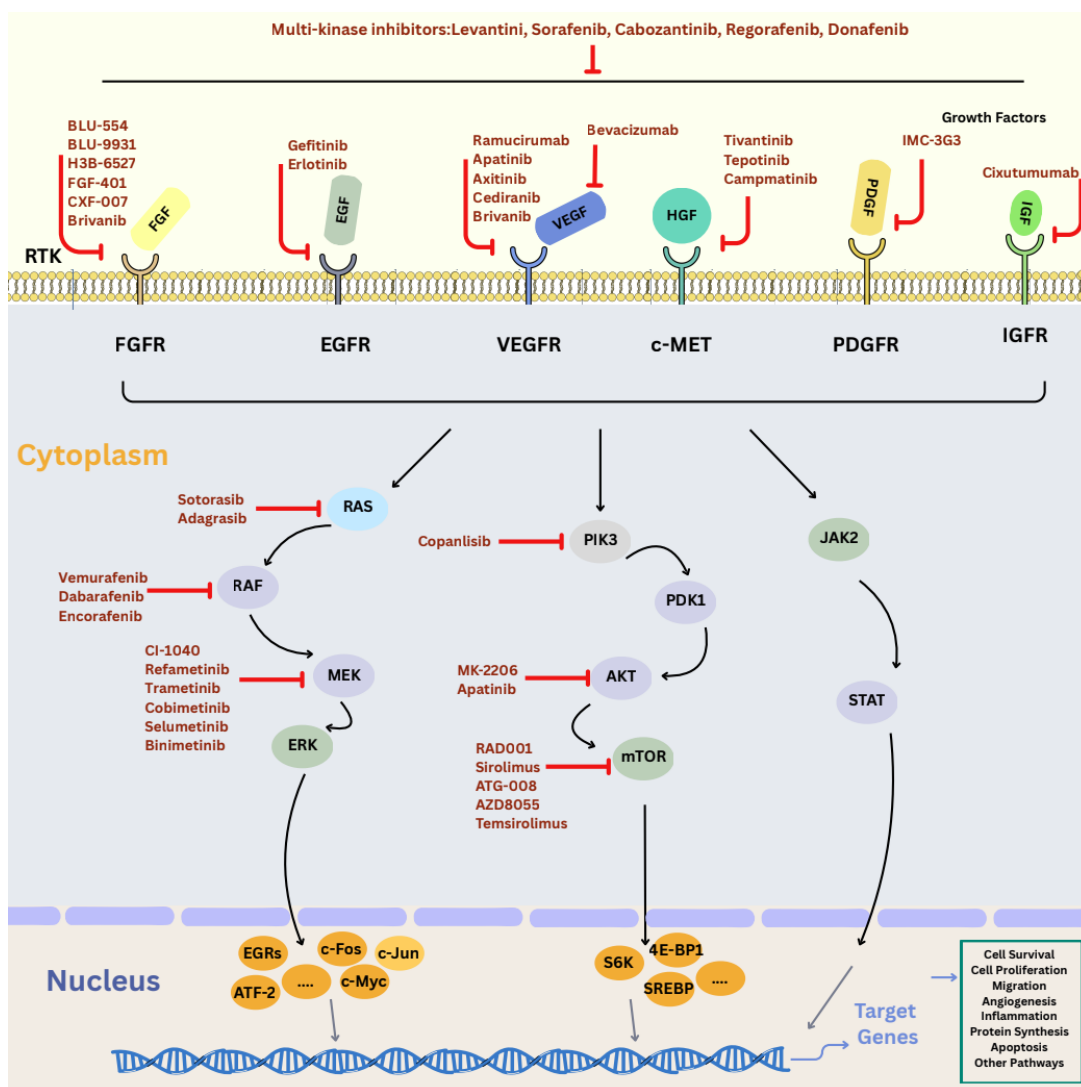 Multi-kinase inhibitors:Levantini, Sorafenib, Cabozantinib, Regorafenib, Donafenib
BLU-554
BLU-9931
H3B-6527
FGF-401
CXF-007
Brivanib
FGF
Gefitinib
Erlotinib
EGF
Ramucirumab
Apatinib
Axitinib
Cediranib
Brivanib
Bevacizumab
VEGF
HGF
Tivantinib
Tepotinib
Campmatinib
Growth Factors
IMC-3G3
PDGF
Cixutumumab
IGF
RTK
FGFR
EGFR
VEGFR
c-MET
PDGFR
IGFR
Cytoplasm
Sotorasib
Adagrasib
RAS
Vemurafenib
Dabarafenib
Encorafenib
RAF
CI-1040
Refametinib
Trametinib
Cobimetinib
Selumetinib
Binimetinib
MEK
ERK
Copanlisib
PIK3
PDK1
MK-2206
Apatinib
AKT
RAD001
Sirolimus
ATG-008
AZD8055
Temsirolimus
mTOR
JAK2
STAT
Nucleus
EGRs
c-Fos
c-Jun
ATF-2
....
c-Myc
S6K
4E-BP1
SREBP
....
Target
Genes
Cell Survival
Cell Proliferation
Migration
Angiogenesis
Inflammation
Protein Synthesis
Apoptosis
Other Pathways